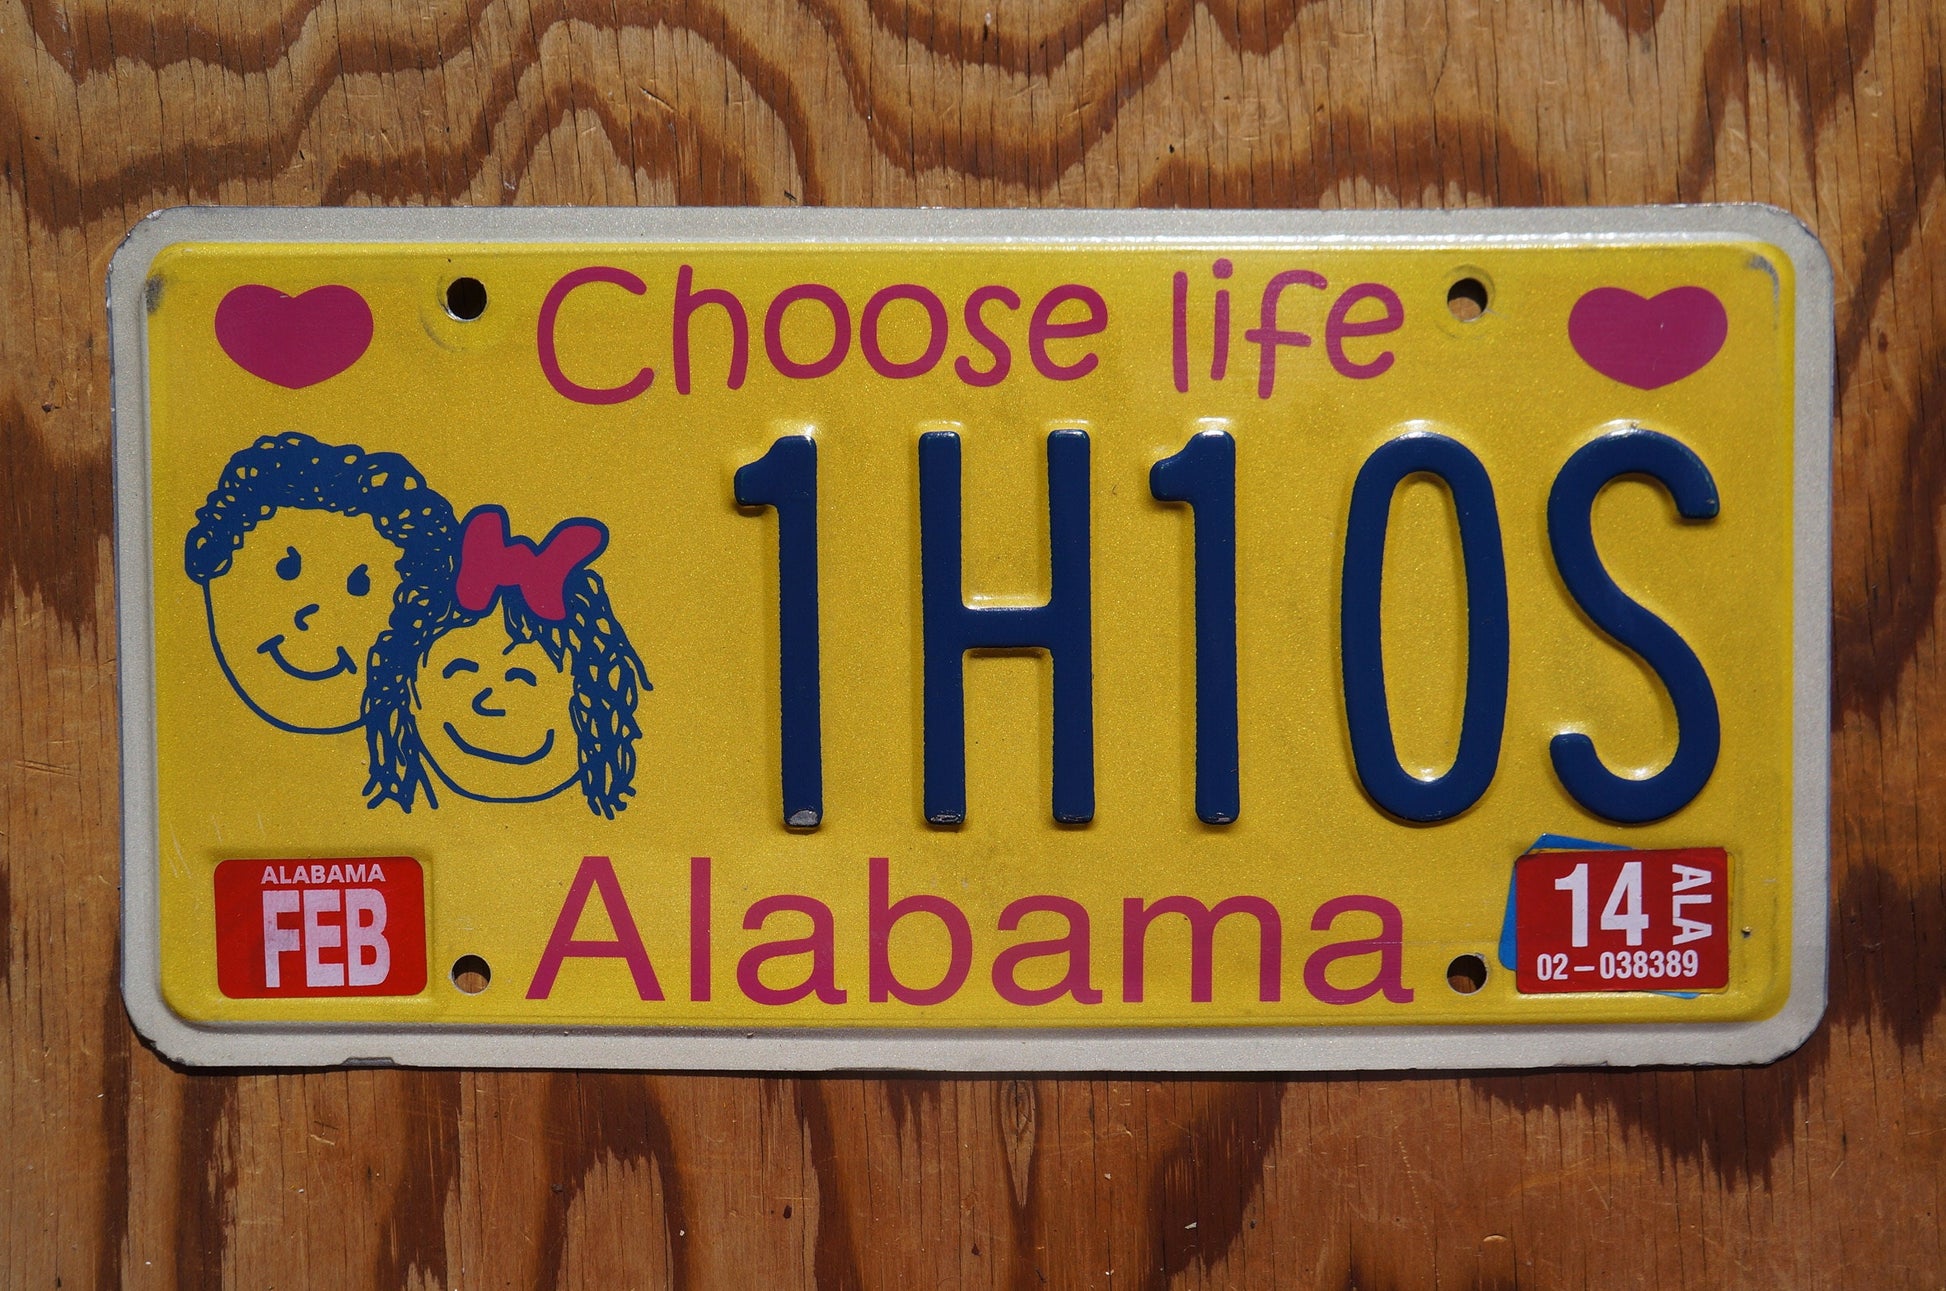 Choose life
1H10S
ALABAMA
FEB
Alabama
14 ALA
02-038389